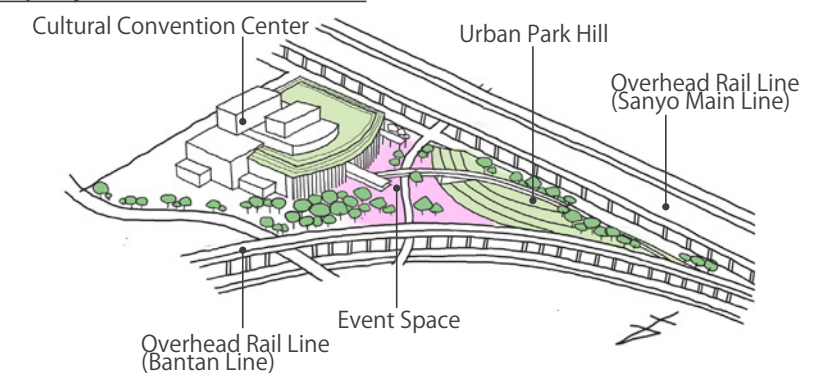 Cultural Convention Center
Urban Park Hill
Overhead Rail Line
(Sanyo Main Line)
Event Space
Overhead Rail Line
(Bantan Line)